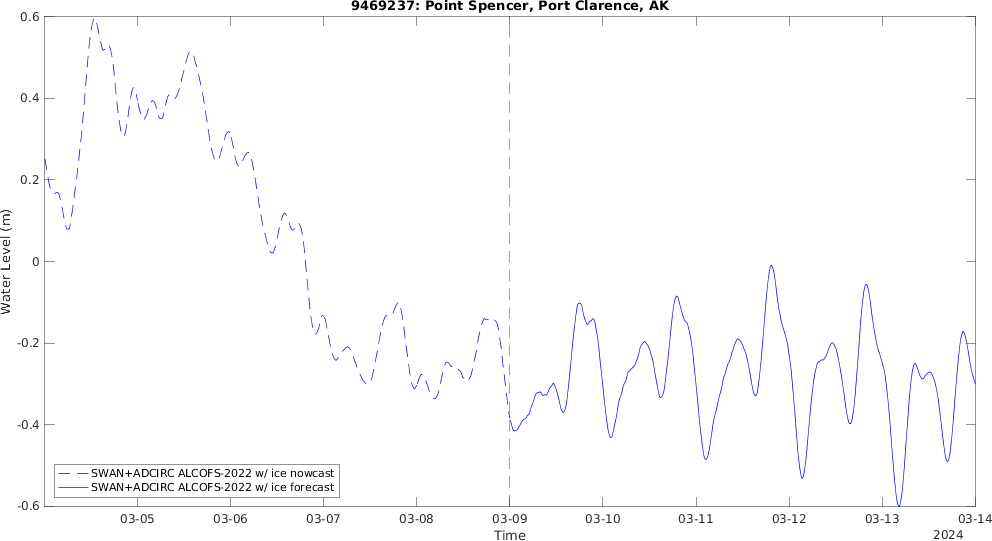 9469237: Point Spencer, Port Clarence, AK
0.6
0.4
0.2
0
-0.2
-0.4
-0.6
Water Level (m)
SWAN+ADCIRC ALCOFS-2022 w/ ice nowcast
SWAN+ADCIRC ALCOFS-2022 w/ ice forecast
03-05 03-06 03-07 03-08 03-09 03-10 03-11 03-12 03-13 03-14
Time
2024